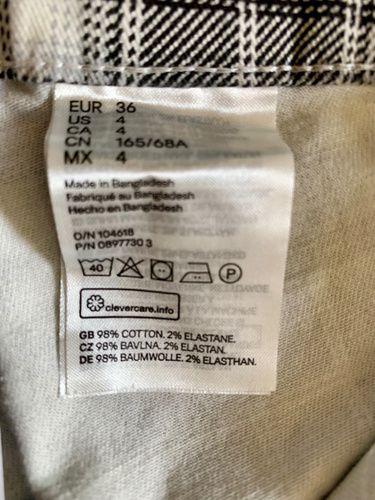 EUR 36
US 4
CA 4
CN 165/68A
MX 4
Made in Bangladesh
Fabriqué au Bangladesh
Hecho en Bangladesh
O/N 104618
P/N 0897730 3
40 P
clevercare.info
GB 98% COTTON. 2% ELASTANE.
CZ 98% BAVLNA. 2% ELASTAN.
DE 98% BAUMWOLLE. 2% ELASTHAN.